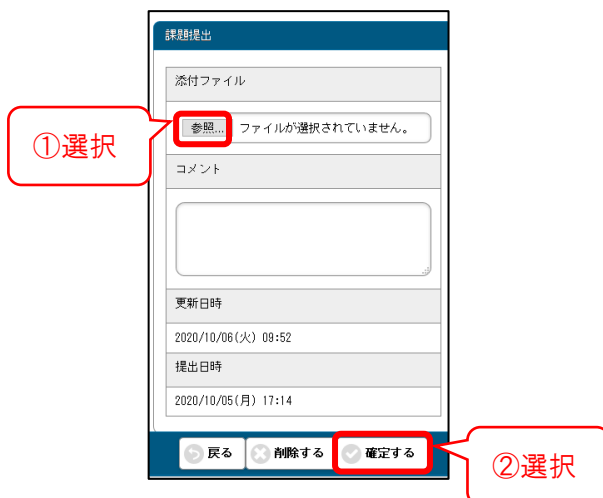 課題提出
添付ファイル
参照... ファイルが選択されていません。
①選択
コメント
更新日時
2020/10/06(火) 09:52
提出日時
2020/10/05(月) 17:14
戻る 削除する 確定する
②選択